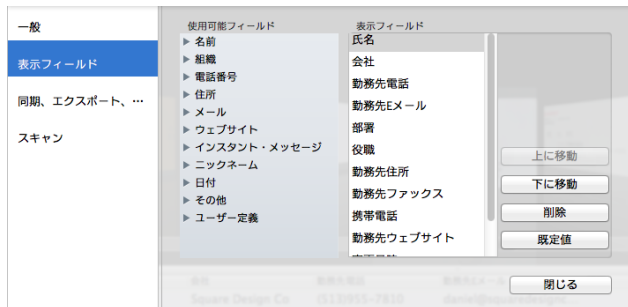 一般
表示フィールド
同期、エクスポート、…
スキャン
使用可能フィールド
▶ 名前
▶ 組織
▶ 電話番号
▶ 住所
▶ メール
▶ ウェブサイト
▶ インスタント・メッセージ
▶ ニックネーム
▶ 日付
▶ その他
▶ ユーザー定義
表示フィールド
氏名
会社
勤務先電話
勤務先Eメール
部署
役職
勤務先住所
勤務先ファックス
携帯電話
勤務先ウェブサイト
上に移動
下に移動
削除
既定値
閉じる
Square Design Co